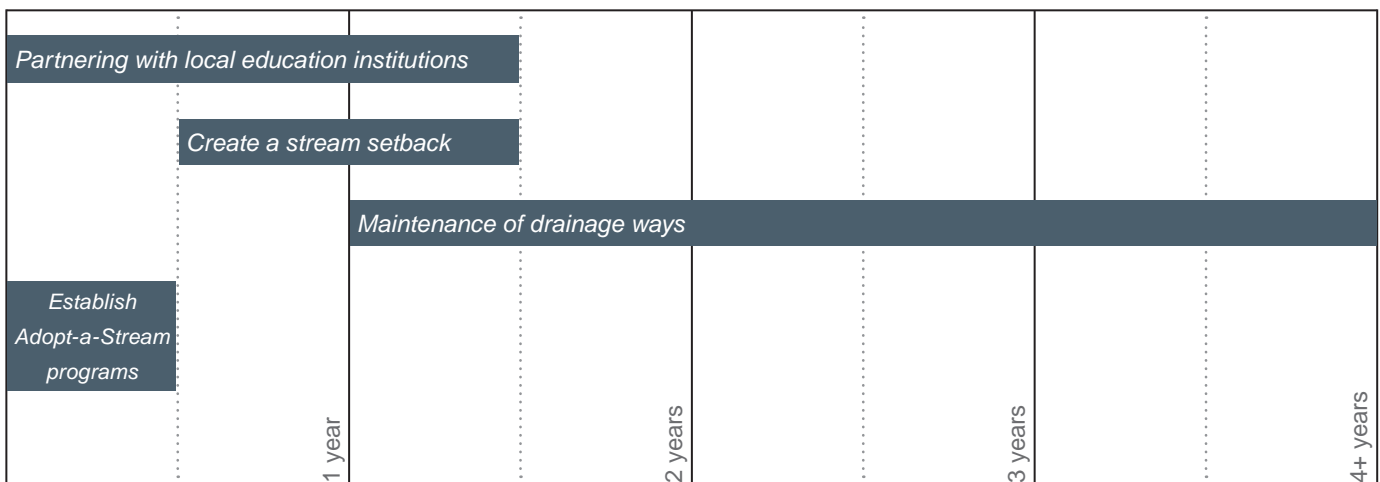 Partnering with local education institutions
Create a stream setback
Maintenance of drainage ways
Establish
Adopt-a-Stream
programs
1 year
2 years
3 years
4+ years